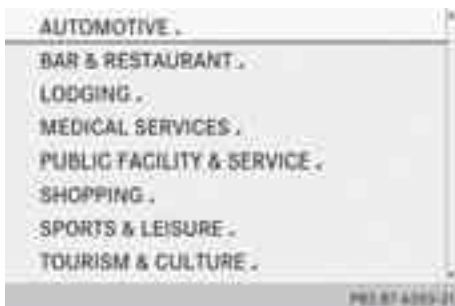 AUTOMOTIVE .
BAR & RESTAURANT .
LODGING .
MEDICAL SERVICES .
PUBLIC FACILITY & SERVICE .
SHOPPING .
SPORTS & LEISURE .
TOURISM & CULTURE .